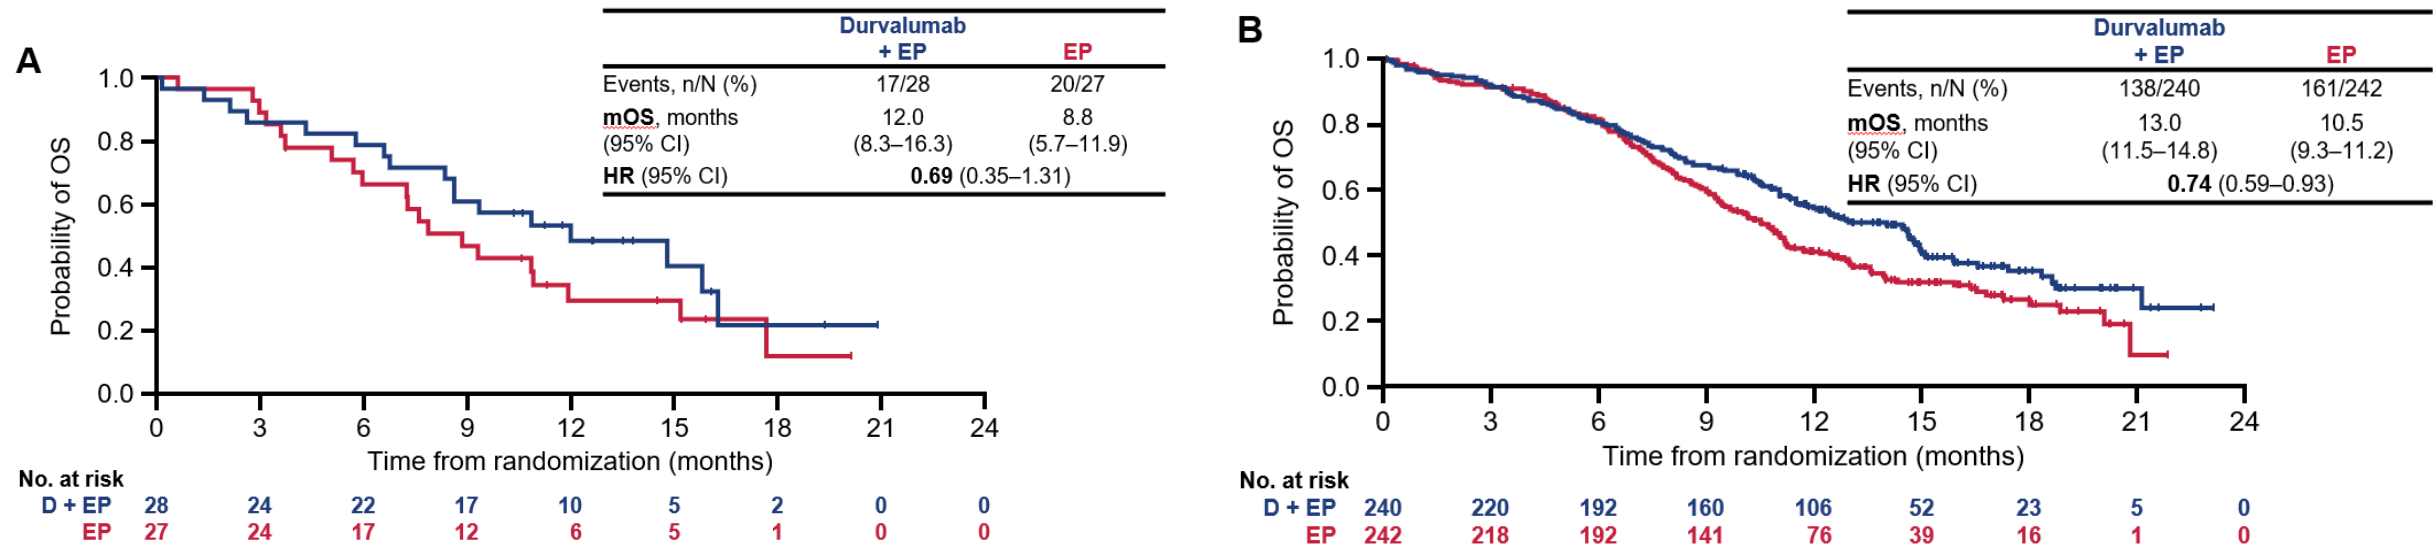 A
Durvalumab
+ EP EP
Events, n/N (%) 17/28 20/27
mOS, months 12.0 8.8
(95% CI) (8.3–16.3) (5.7–11.9)
HR (95% CI) 0.69 (0.35–1.31)
Probability of OS
1.0
0.8
0.6
0.4
0.2
0.0
0 3 6 9 12 15 18 21 24
Time from randomization (months)
No. at risk
D + EP 28 24 22 17 10 5 2 0 0
EP 27 24 17 12 6 5 1 0 0
B
Durvalumab
+ EP EP
Events, n/N (%) 138/240 161/242
mOS, months 13.0 10.5
(95% CI) (11.5–14.8) (9.3–11.2)
HR (95% CI) 0.74 (0.59–0.93)
Probability of OS
1.0
0.8
0.6
0.4
0.2
0.0
0 3 6 9 12 15 18 21 24
Time from randomization (months)
No. at risk
D + EP 240 220 192 160 106 52 23 5 0
EP 242 218 192 141 76 39 16 1 0